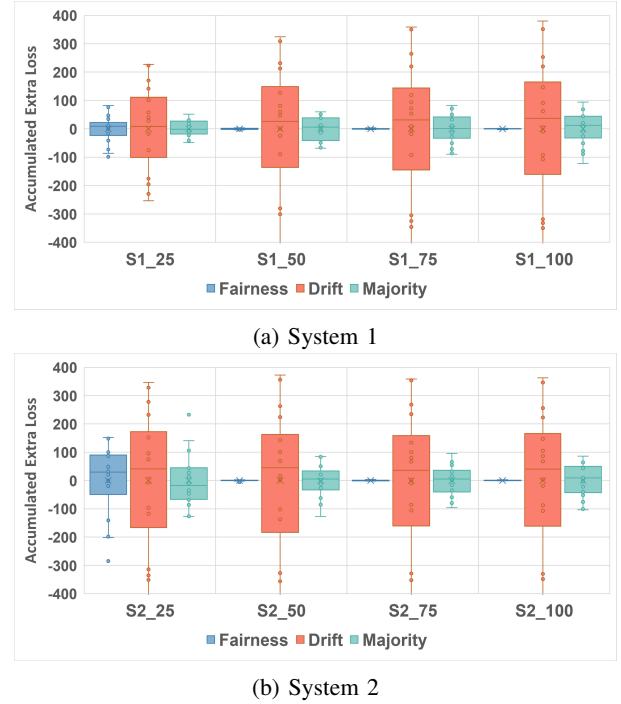 Accumulated Extra Loss
400
300
200
100
0
-100
-200
-300
-400
S1_25 S1_50 S1_75 S1_100
Fairness Drift Majority
(a) System 1
Accumulated Extra Loss
400
300
200
100
0
-100
-200
-300
-400
S2_25 S2_50 S2_75 S2_100
Fairness Drift Majority
(b) System 2